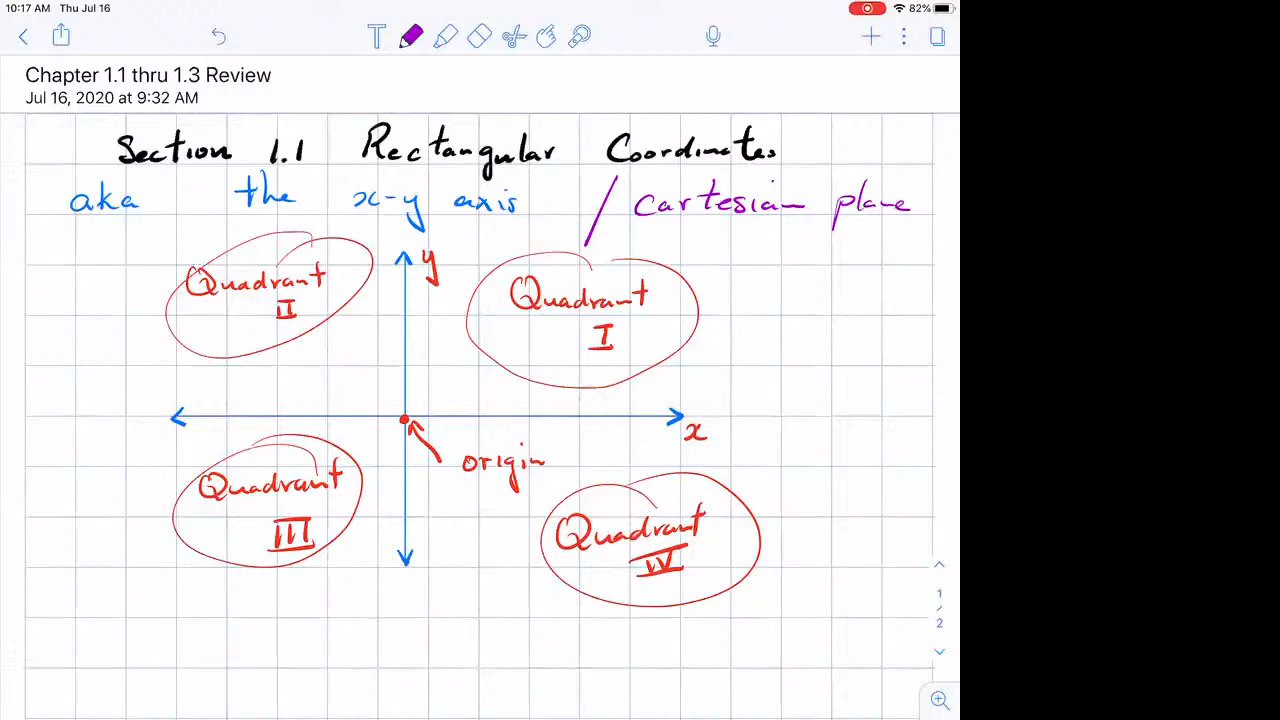 10:17 AM Thu Jul 16 82%
T
Chapter 1.1 thru 1.3 Review
Jul 16, 2020 at 9:32 AM
Section 1.1 Rectangular Coordinates
aka the x-y axis / cartesian plane
y
Quadrant
II
Quadrant
I
x
origin
Quadrant
III
Quadrant
IV
1
/
2